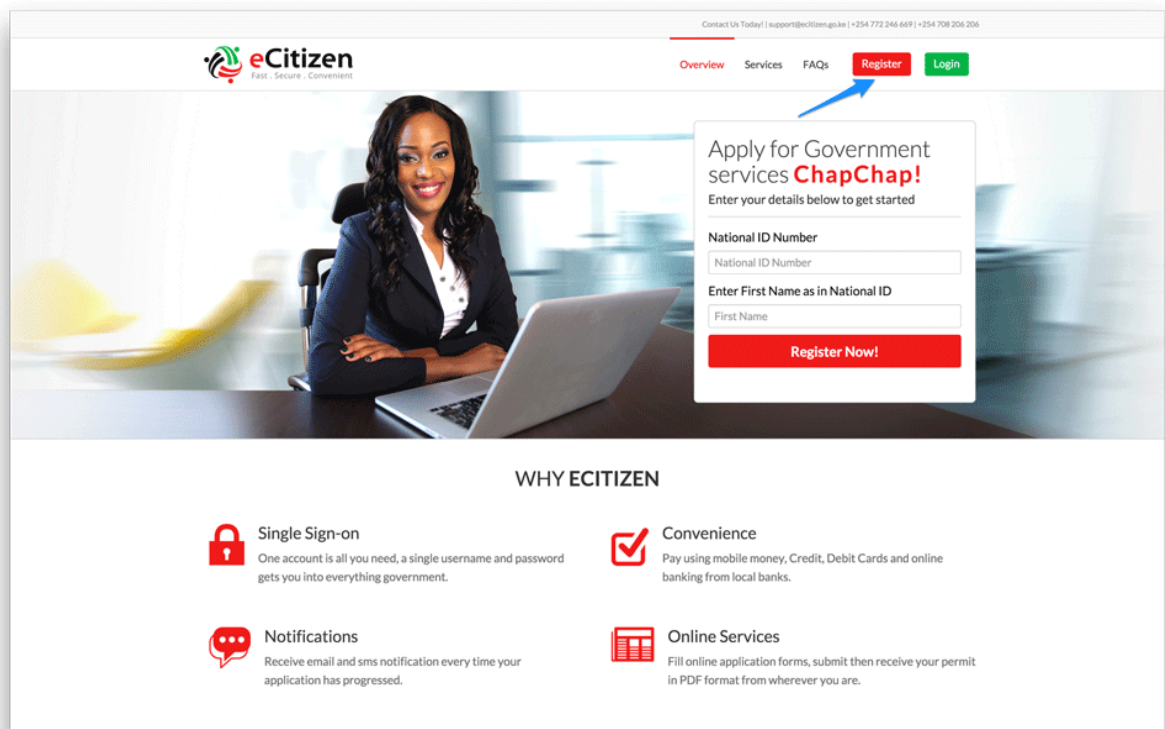 Contact Us Today! | support@ecitizen.go.ke | +254 772 246 669 | +254 708 206 206
eCitizen
Fast . Secure . Convenient
Overview Services FAQs Register Login
Apply for Government
services ChapChap!
Enter your details below to get started
National ID Number
National ID Number
Enter First Name as in National ID
First Name
Register Now!
WHY ECITIZEN
Single Sign-on
One account is all you need, a single username and password
gets you into everything government.
Convenience
Pay using mobile money, Credit, Debit Cards and online
banking from local banks.
Notifications
Receive email and sms notification every time your
application has progressed.
Online Services
Fill online application forms, submit then receive your permit
in PDF format from wherever you are.